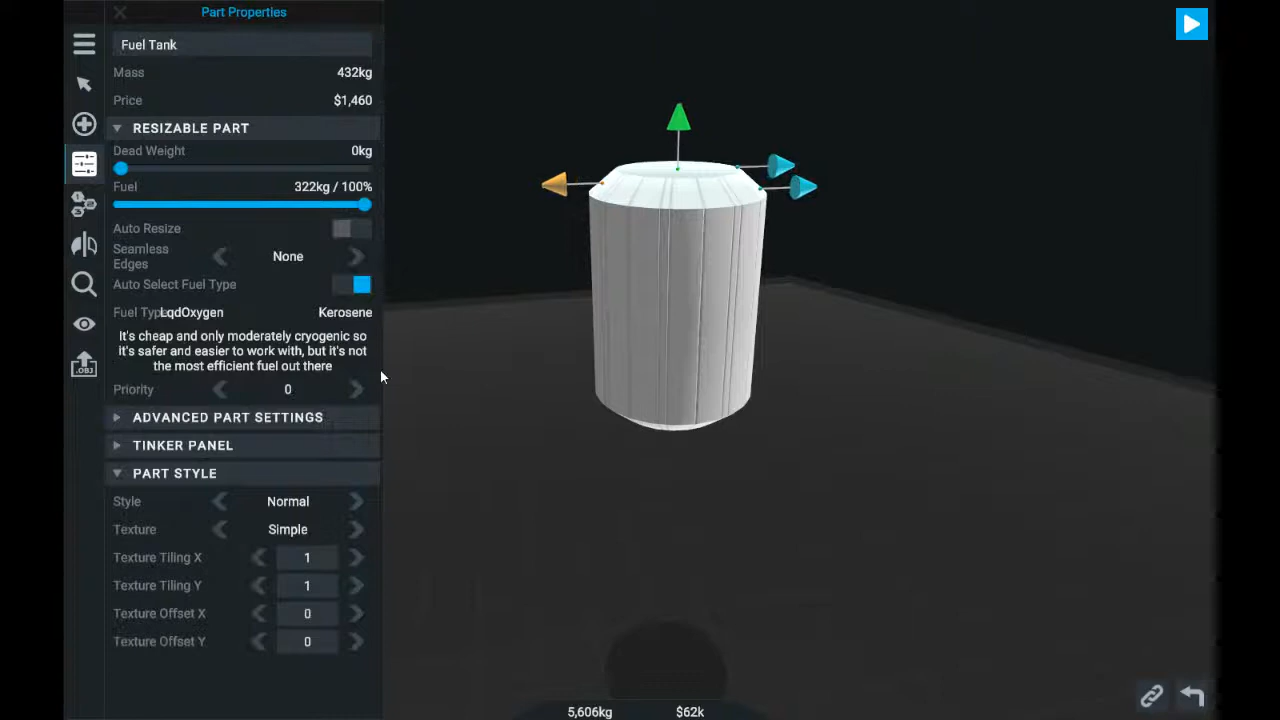 Part Properties
Fuel Tank
Mass 432kg
Price $1,460
RESIZABLE PART
Dead Weight 0kg
Fuel 322kg / 100%
Auto Resize
Seamless Edges None
Auto Select Fuel Type
Fuel Typ LqdOxygen Kerosene
It's cheap and only moderately cryogenic so
it's safer and easier to work with, but it's not
the most efficient fuel out there
Priority 0
ADVANCED PART SETTINGS
TINKER PANEL
PART STYLE
Style Normal
Texture Simple
Texture Tiling X 1
Texture Tiling Y 1
Texture Offset X 0
Texture Offset Y 0
5,606kg $62k
.OBJ